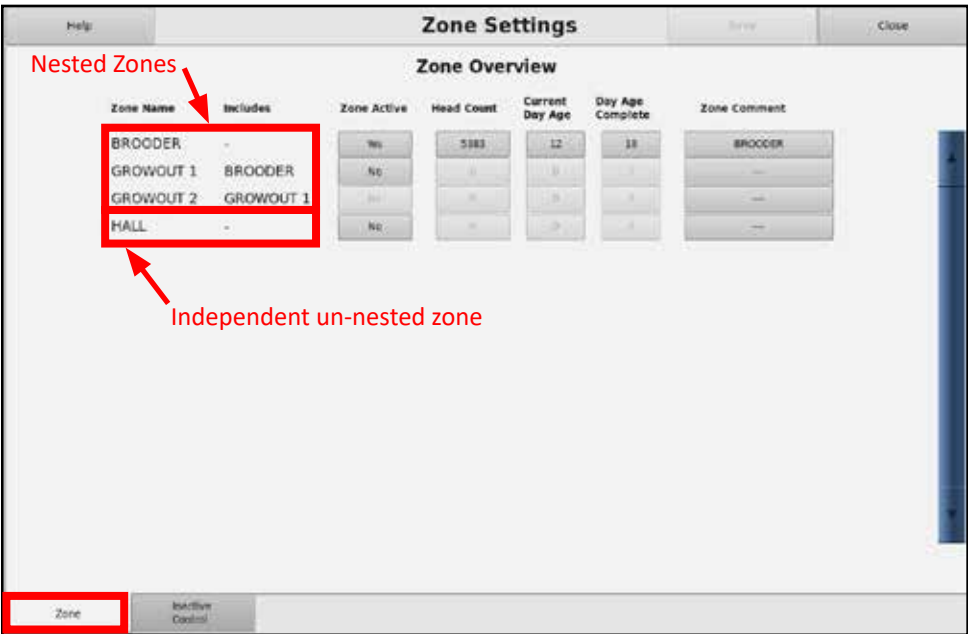 Help Zone Settings Save Close
Nested Zones
Zone Overview
Zone Name Includes Zone Active Head Count Current Day Age Day Age Complete Zone Comment
BROODER - Yes 12 BROODER
GROWOUT 1 BROODER No ---
GROWOUT 2 GROWOUT 1 ---
HALL - No ---
Independent un-nested zone
Zone Inactive Control